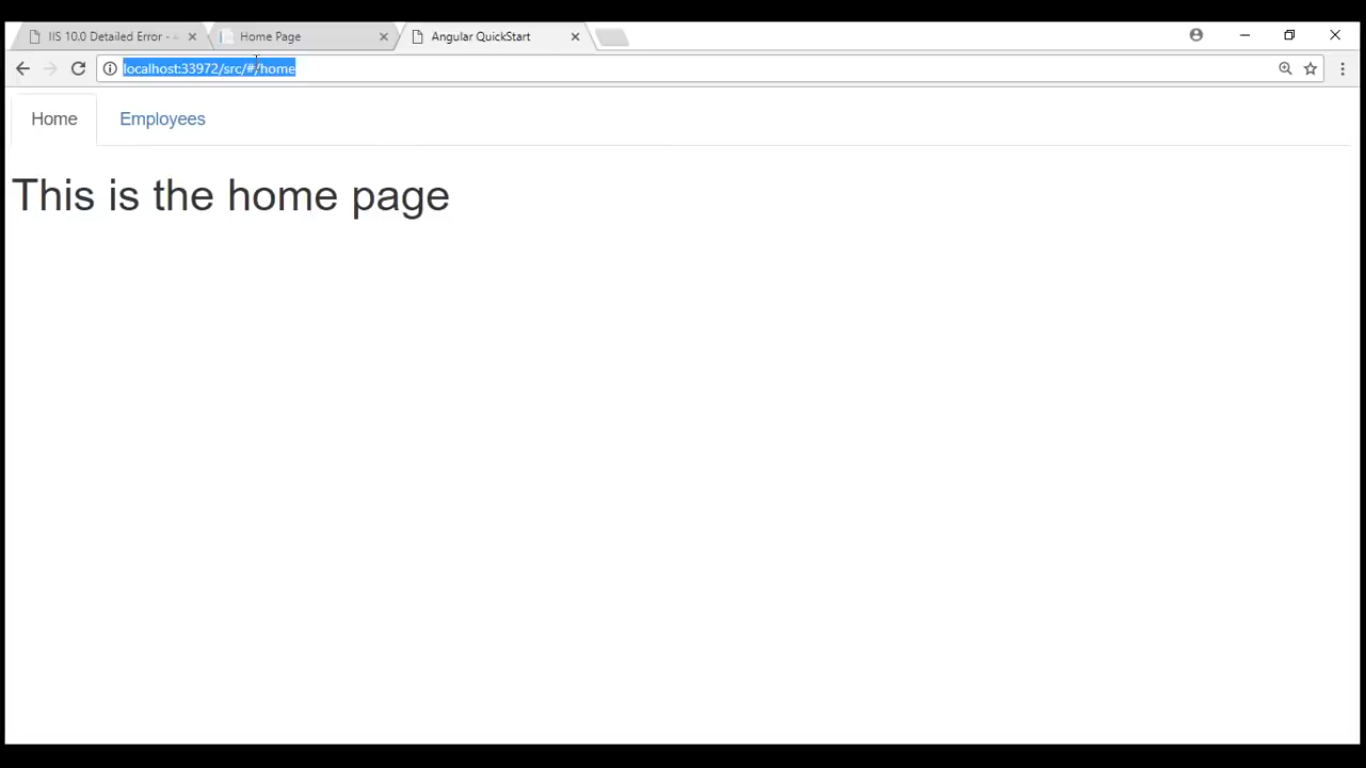 IIS 10.0 Detailed Error -
Home Page
Angular QuickStart
localhost:33972/src/#/home
Home
Employees
This is the home page